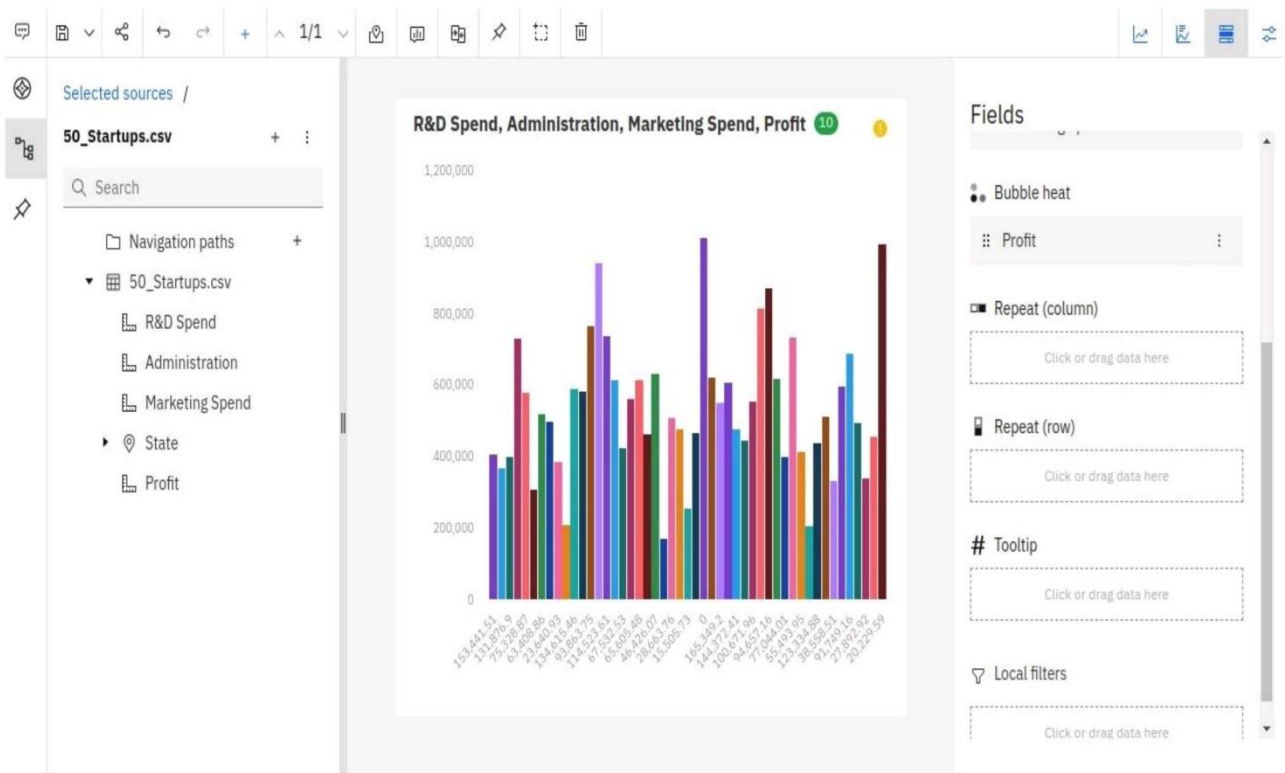 1/1
Selected sources /
50_Startups.csv
Search
Navigation paths
50_Startups.csv
R&D Spend
Administration
Marketing Spend
State
Profit
R&D Spend, Administration, Marketing Spend, Profit 10
1,200,000
1,000,000
800,000
600,000
400,000
200,000
0
153,441.51
131,876.9
75,328.87
63,408.86
23,640.93
134,615.46
93,863.75
114,523.61
67,532.53
65,605.48
46,426.07
28,663.76
15,505.73
0
165,349.2
144,372.41
100,671.96
94,657.16
77,044.01
55,493.95
123,334.88
38,558.51
91,749.16
27,892.92
20,229.59
Fields
Bubble heat
Profit
Repeat (column)
Click or drag data here
Repeat (row)
Click or drag data here
# Tooltip
Click or drag data here
Local filters
Click or drag data here